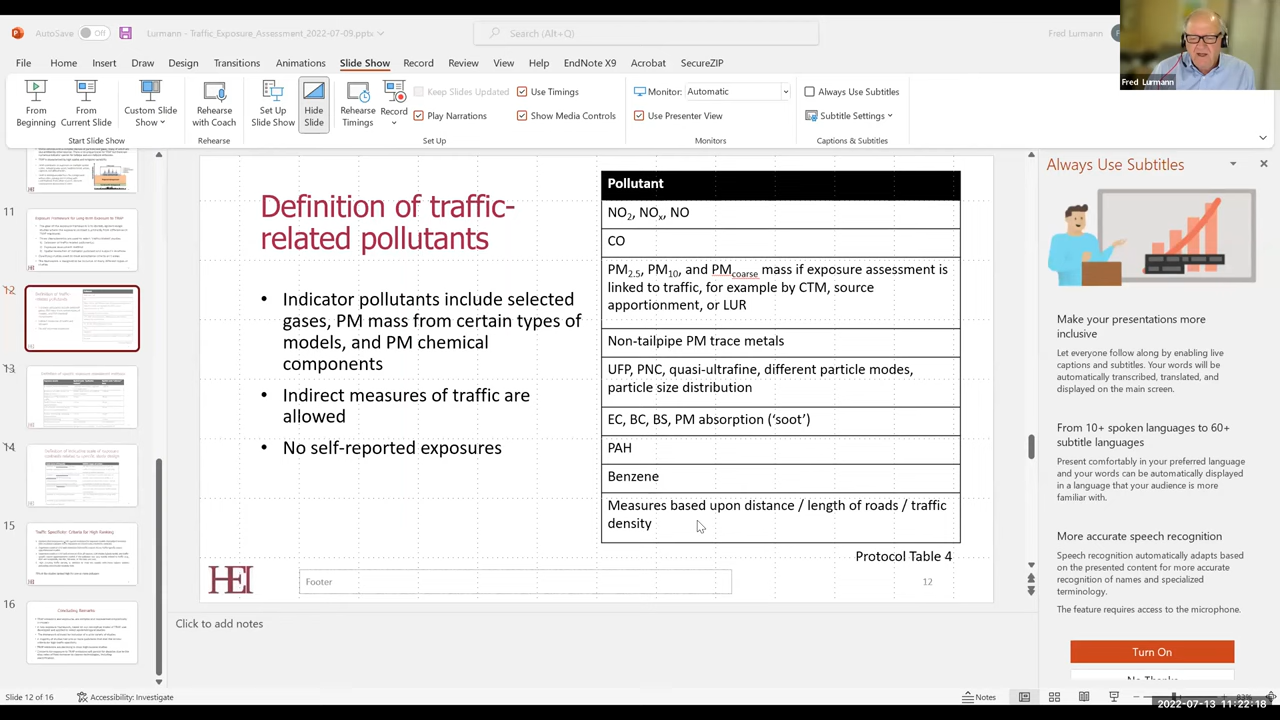 AutoSave Off Lurmann - Traffic_Exposure_Assessment_2022-07-09.pptx Search (Alt+Q) Fred Lurmann
Fred Lurmann
File Home Insert Draw Design Transitions Animations Slide Show Record Review View Help EndNote X9 Acrobat SecureZIP
From Beginning
From Current Slide
Custom Slide Show
Rehearse with Coach
Set Up Slide Show
Hide Slide
Rehearse Timings
Record
Keep Slides Updated
Play Narrations
Use Timings
Show Media Controls
Monitor: Automatic
Use Presenter View
Always Use Subtitles
Subtitle Settings
Start Slide Show Rehearse Set Up Monitors Captions & Subtitles
11
12
13
14
15
Traffic Specificity: Criteria for High Ranking
16
Concluding Remarks
Definition of traffic-
related pollutants
• Indicator pollutants include selected
gases, PM mass from certain types of
models, and PM chemical
components
• Indirect measures of traffic are
allowed
• No self-reported exposures
Pollutant
NO2, NOx, NO
CO
PM2.5, PM10, and PMcoarse mass if exposure assessment is
linked to traffic, for example by CTM, source
apportionment, or LUR
Non-tailpipe PM trace metals
UFP, PNC, quasi-ultrafine, different particle modes,
particle size distribution
EC, BC, BS, PM absorption (‘soot’)
PAH
Benzene
Measures based upon distance / length of roads / traffic
density
Protocol Table 4
HEI
Footer
12
Click to add notes
Always Use Subtitles
Make your presentations more
inclusive
Let everyone follow along by enabling live
captions and subtitles. Your words will be
automatically transcribed, translated, and
displayed on the main screen.
From 10+ spoken languages to 60+
subtitle languages
Present comfortably in your preferred language
and your words can be automatically displayed
in a language that your audience is more
familiar with.
More accurate speech recognition
Speech recognition automatically adapts based
on the presented content for more accurate
recognition of names and specialized
terminology.
The feature requires access to the microphone.
Turn On
No Thanks
Slide 12 of 16 Accessibility: Investigate Notes 83%
2022-07-13 11:22:18